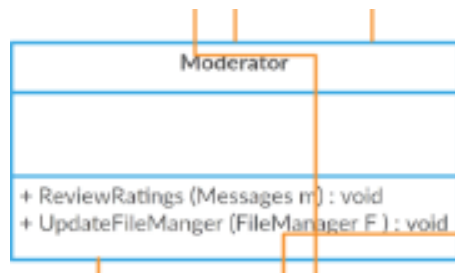 Moderator
+ ReviewRatings (Messages m) : void
+ UpdateFileManger (FileManager F ) : void